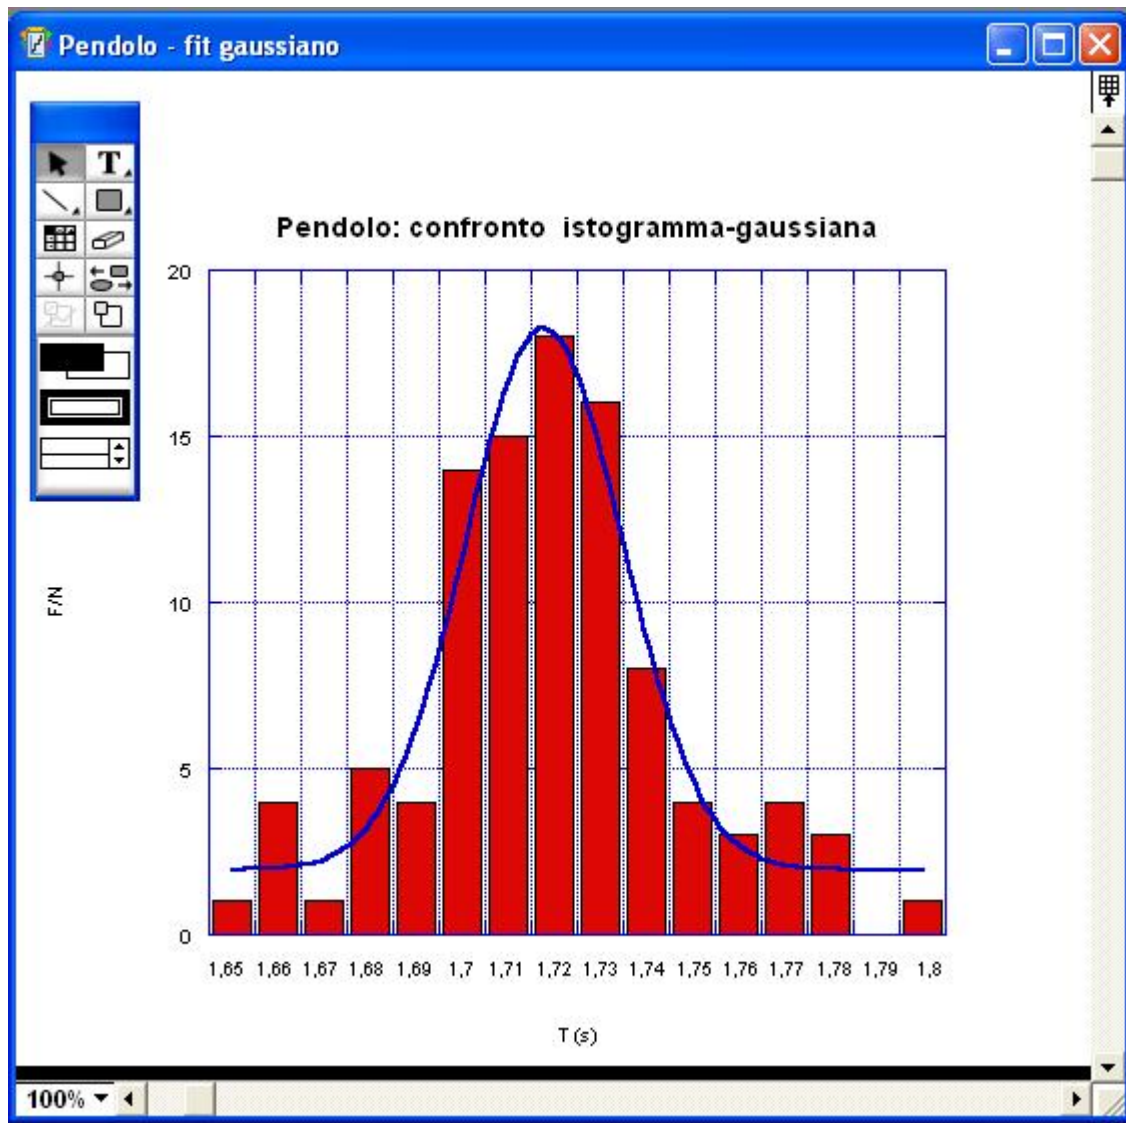 Pendolo - fit gaussiano
T
Pendolo: confronto istogramma-gaussiana
20
15
10
5
0
F/N
1,65 1,66 1,67 1,68 1,69 1,7 1,71 1,72 1,73 1,74 1,75 1,76 1,77 1,78 1,79 1,8
T (s)
100%